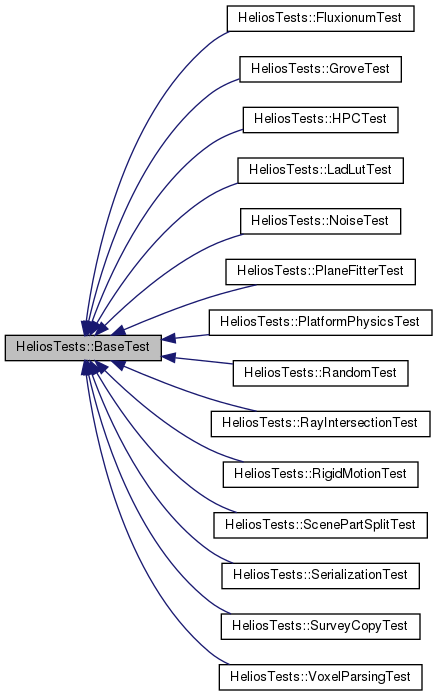 HeliosTests::FluxionumTest
HeliosTests::GroveTest
HeliosTests::HPCTest
HeliosTests::LadLutTest
HeliosTests::NoiseTest
HeliosTests::PlaneFitterTest
HeliosTests::PlatformPhysicsTest
HeliosTests::BaseTest
HeliosTests::RandomTest
HeliosTests::RayIntersectionTest
HeliosTests::RigidMotionTest
HeliosTests::ScenePartSplitTest
HeliosTests::SerializationTest
HeliosTests::SurveyCopyTest
HeliosTests::VoxelParsingTest